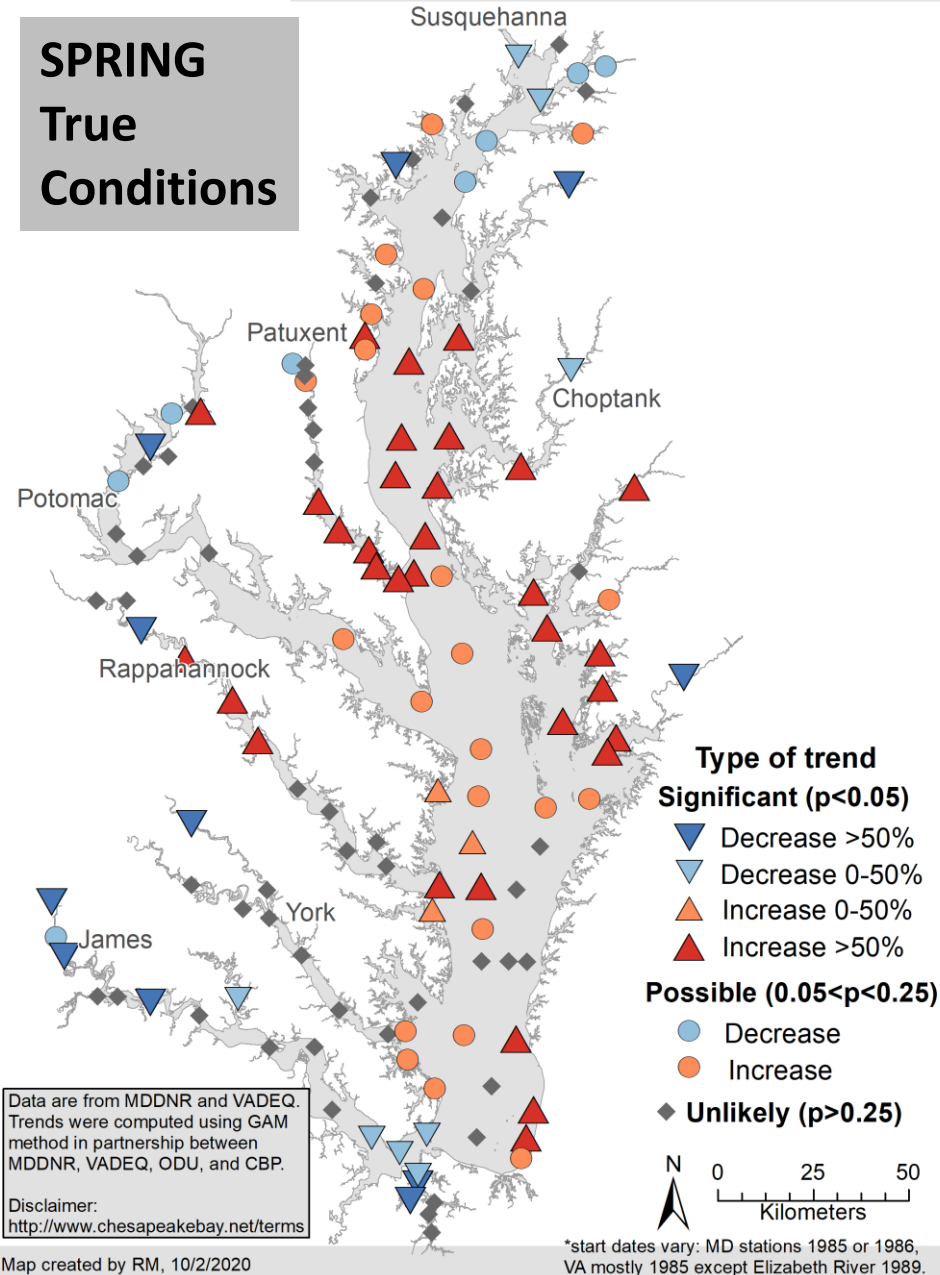 SPRING
True
Conditions
Susquehanna
Patuxent
Choptank
Potomac
Rappahannock
York
James
Type of trend
Significant (p<0.05)
Decrease >50%
Decrease 0-50%
Increase 0-50%
Increase >50%
Possible (0.05<p<0.25)
Decrease
Increase
Unlikely (p>0.25)
N
0 25 50
Kilometers
Data are from MDDNR and VADEQ.
Trends were computed using GAM
method in partnership between
MDDNR, VADEQ, ODU, and CBP.
Disclaimer:
http://www.chesapeakebay.net/terms
Map created by RM, 10/2/2020
*start dates vary: MD stations 1985 or 1986,
VA mostly 1985 except Elizabeth River 1989.